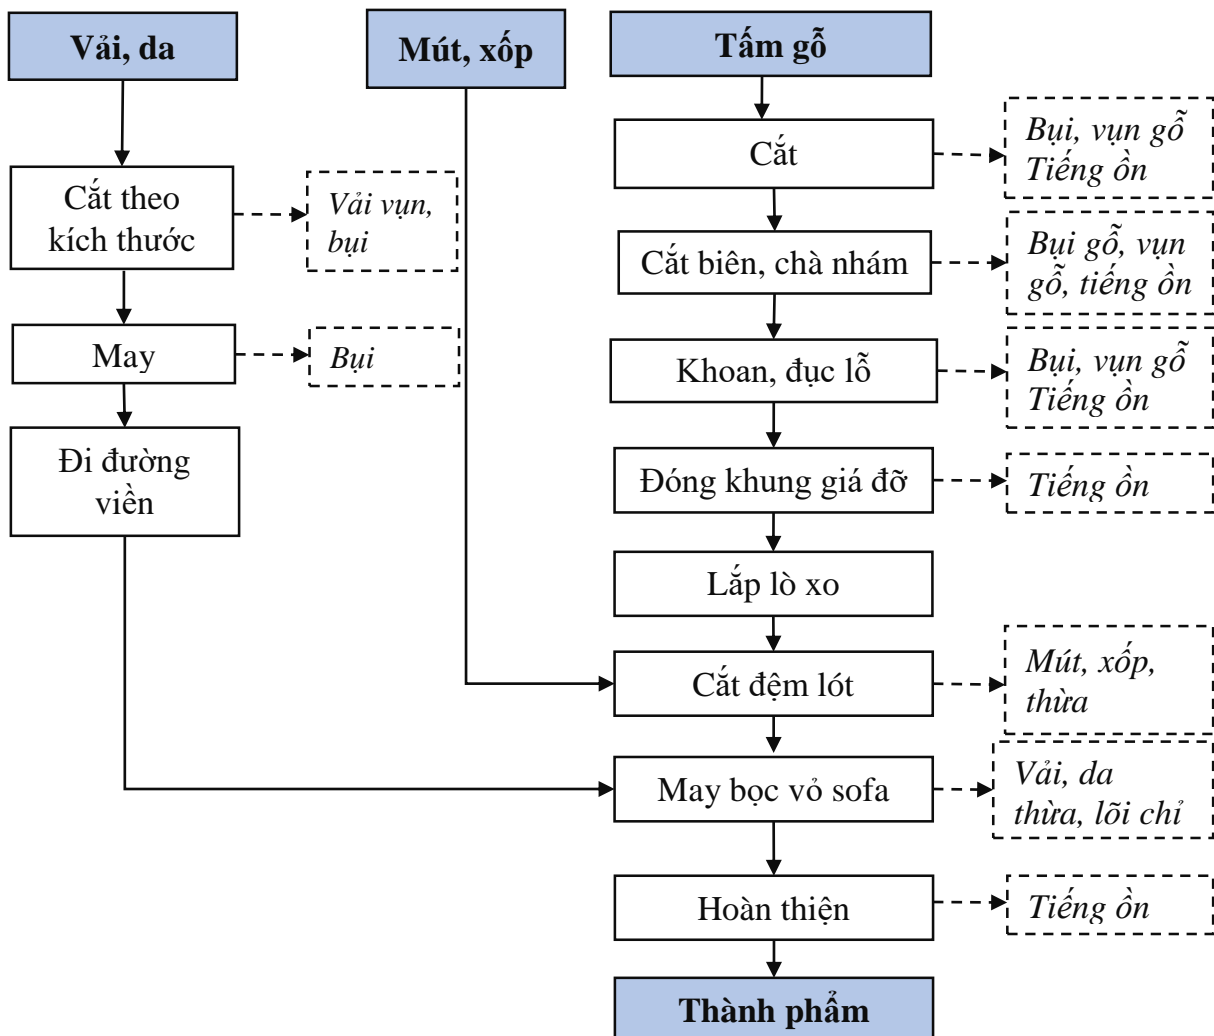 Vải, da
Mút, xốp
Tấm gỗ
Cắt
Bụi, vụn gỗ
Tiếng ồn
Cắt theo
kích thước
Vải vụn,
bụi
Cắt biên, chà nhám
Bụi gỗ, vụn
gỗ, tiếng ồn
May
Bụi
Khoan, đục lỗ
Bụi, vụn gỗ
Tiếng ồn
Đi đường
viền
Đóng khung giá đỡ
Tiếng ồn
Lắp lò xo
Cắt đệm lót
Mút, xốp,
thừa
May bọc vỏ sofa
Vải, da
thừa, lõi chỉ
Hoàn thiện
Tiếng ồn
Thành phẩm